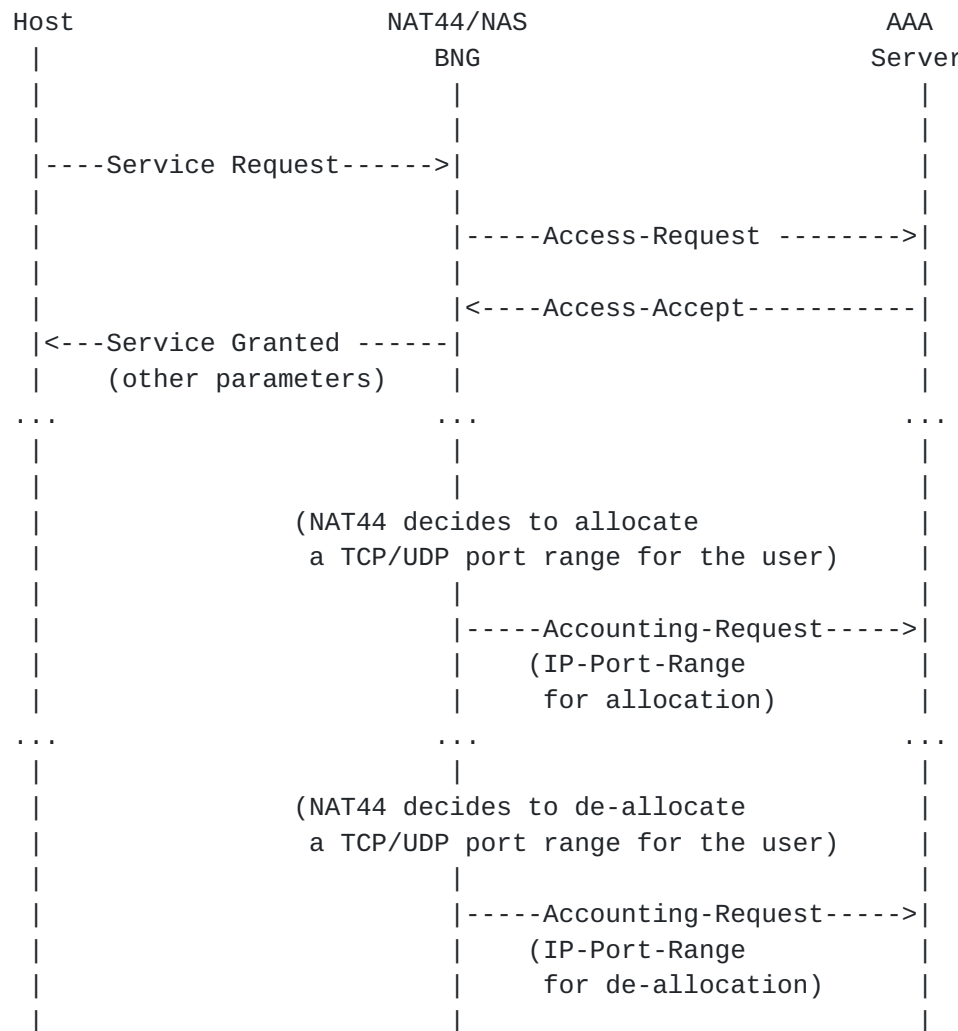 Host                    NAT44/NAS                       AAA
 |                         BNG                         Server
 |                          |                             |
 |                          |                             |
 |----Service Request------>|                             |
 |                          |                             |
 |                          |-----Access-Request -------->|
 |                          |                             |
 |                          |<----Access-Accept-----------|
 |<---Service Granted ------|                             |
 |    (other parameters)    |                             |
...                        ...                           ...
 |                          |                             |
 |                          |                             |
 |                (NAT44 decides to allocate              |
 |                 a TCP/UDP port range for the user)     |
 |                          |                             |
 |                          |-----Accounting-Request----->|
 |                          |    (IP-Port-Range           |
 |                          |     for allocation)         |
...                        ...                           ...
 |                          |                             |
 |                (NAT44 decides to de-allocate           |
 |                 a TCP/UDP port range for the user)     |
 |                          |                             |
 |                          |-----Accounting-Request----->|
 |                          |    (IP-Port-Range           |
 |                          |     for de-allocation)      |
 |                          |                             |